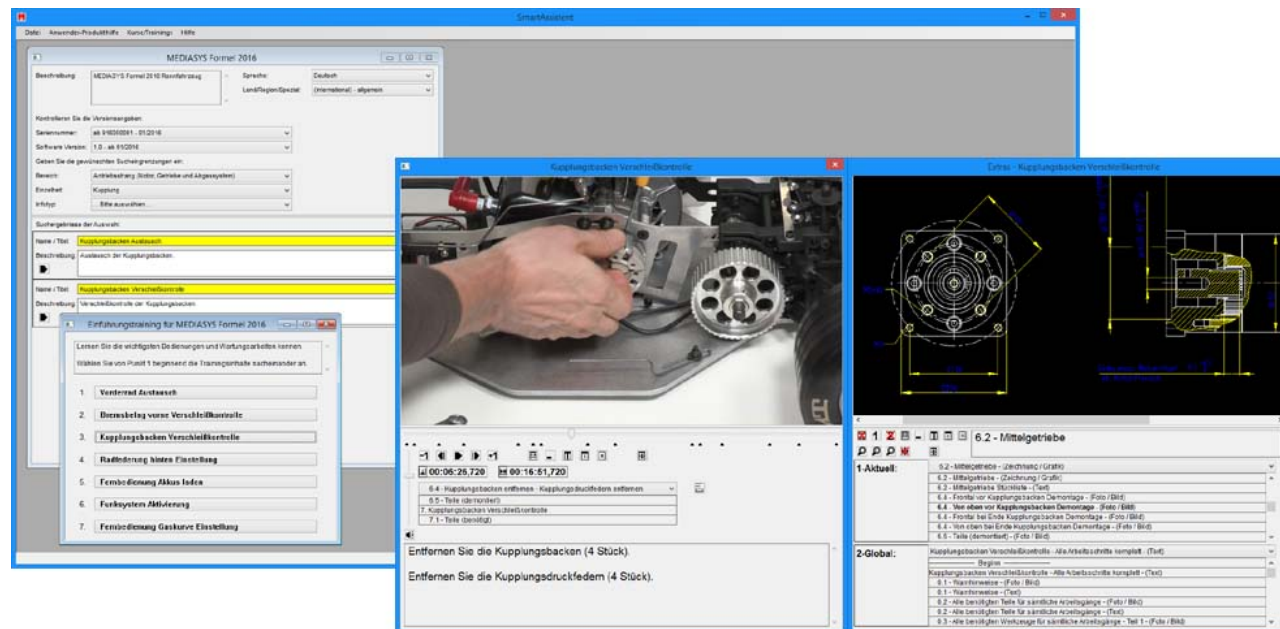 SmartAssistent
Datei Anwender-Produkthilfe Kurse/Trainings Hilfe
MEDIASYS Formel 2016
Beschreibung: MEDIASYS Formel 2016 Rennfahrzeug
Sprache: Deutsch
Land/Region/Spezial: (International) - allgemein
Kontrollieren Sie die Versionsangaben:
Seriennummer:
Software Version: 1.0 - ab 01/2016
Geben Sie die gewünschten Sucheingrenzungen ein:
Bereich: Antriebsstrang (Motor, Getriebe und Abgassystem)
Einzelteil: Kupplung
Infotyp: Bitte auswählen ...
Suchergebnisse der Auswahl:
Name / Titel: Kupplungsbacken Austausch
Beschreibung: Austausch der Kupplungsbacken.
Name / Titel: Kupplungsbacken Verschleißkontrolle
Beschreibung: Verschleißkontrolle der Kupplungsbacken.
Einführungstraining für MEDIASYS Formel 2016
Lernen Sie die wichtigsten Bedienungen und Wartungsarbeiten kennen.
Wählen Sie von Punkt 1 beginnend die Trainingsinhalte nacheinander an.
1. Vorderrad Austausch
2. Bremsbelag vorne Verschleißkontrolle
3. Kupplungsbacken Verschleißkontrolle
4. Radfederung hinten Einstellung
5. Fernbedienung Akkus laden
6. Funksystem Aktivierung
7. Fernbedienung Gaskurve Einstellung
Kupplungsbacken Verschleißkontrolle
-1 +1
00:06:26,720 00:16:51,720
6.4 - Kupplungsbacken entfernen - Kupplungsdruckfedern entfernen
6.5 - Teile (demontiert)
7. Kupplungsbacken Verschleißkontrolle
7.1 - Teile (benötigt)
Entfernen Sie die Kupplungsbacken (4 Stück).
Entfernen Sie die Kupplungsdruckfedern (4 Stück).
Extras - Kupplungsbacken Verschleißkontrolle
6.2 - Mittelgetriebe
1-Aktuell: 6.2 - Mittelgetriebe - (Zeichnung / Grafik)
6.2 - Mittelgetriebe - (Zeichnung / Grafik)
6.2 - Mittelgetriebe Stückliste - (Text)
6.4 - Frontal vor Kupplungsbacken Demontage - (Foto / Bild)
6.4 - Von oben vor Kupplungsbacken Demontage - (Foto / Bild)
6.4 - Frontal bei Ende Kupplungsbacken Demontage - (Foto / Bild)
6.4 - Von oben bei Ende Kupplungsbacken Demontage - (Foto / Bild)
6.5 - Teile (demontiert) - (Foto / Bild)
2-Global: Kupplungsbacken Verschleißkontrolle - Alle Arbeitsschritte komplett - (Text)
Beginn
Kupplungsbacken Verschleißkontrolle - Alle Arbeitsschritte komplett - (Text)
0.1 - Warnhinweise - (Foto / Bild)
0.1 - Warnhinweise - (Text)
0.2 - Alle benötigten Teile für sämtliche Arbeitsgänge - (Foto / Bild)
0.2 - Alle benötigten Teile für sämtliche Arbeitsgänge - (Text)
0.3 - Alle benötigten Werkzeuge für sämtliche Arbeitsgänge - Teil 1 - (Foto / Bild)